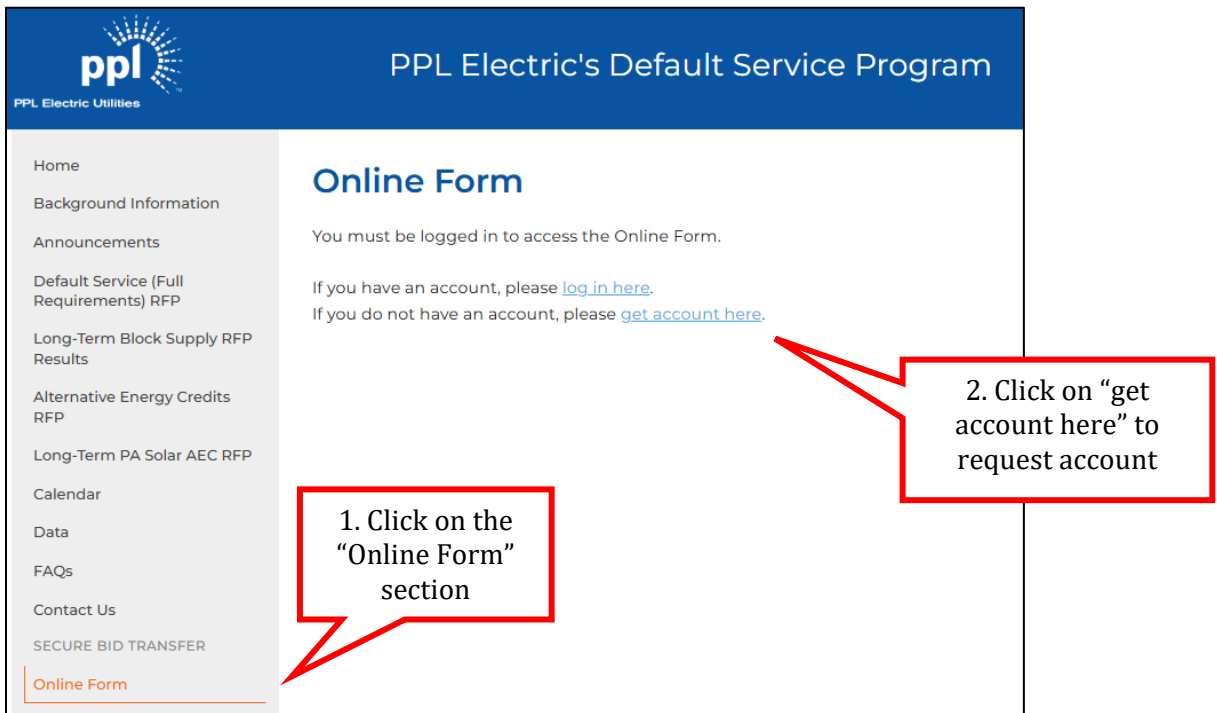 ppl
PPL Electric Utilities
PPL Electric's Default Service Program
Home
Background Information
Announcements
Default Service (Full
Requirements) RFP
Long-Term Block Supply RFP
Results
Alternative Energy Credits
RFP
Long-Term PA Solar AEC RFP
Calendar
Data
FAQs
Contact Us
SECURE BID TRANSFER
Online Form
Online Form
You must be logged in to access the Online Form.
If you have an account, please log in here.
If you do not have an account, please get account here.
1. Click on the
“Online Form”
section
2. Click on “get
account here” to
request account